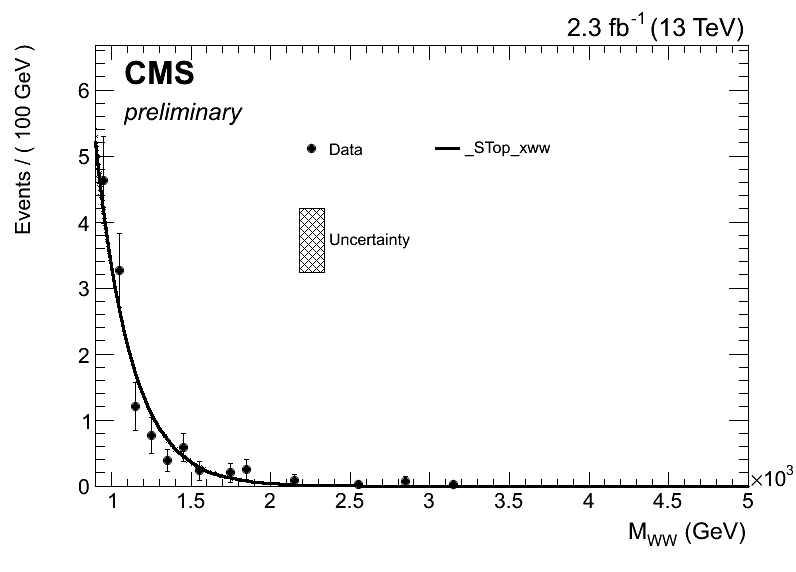 2.3 fb⁻¹ (13 TeV)
CMS
preliminary
Events / ( 100 GeV )
Data
_STop_xww
Uncertainty
6
5
4
3
2
1
0
1 1.5 2 2.5 3 3.5 4 4.5 5
×10³
M_WW (GeV)